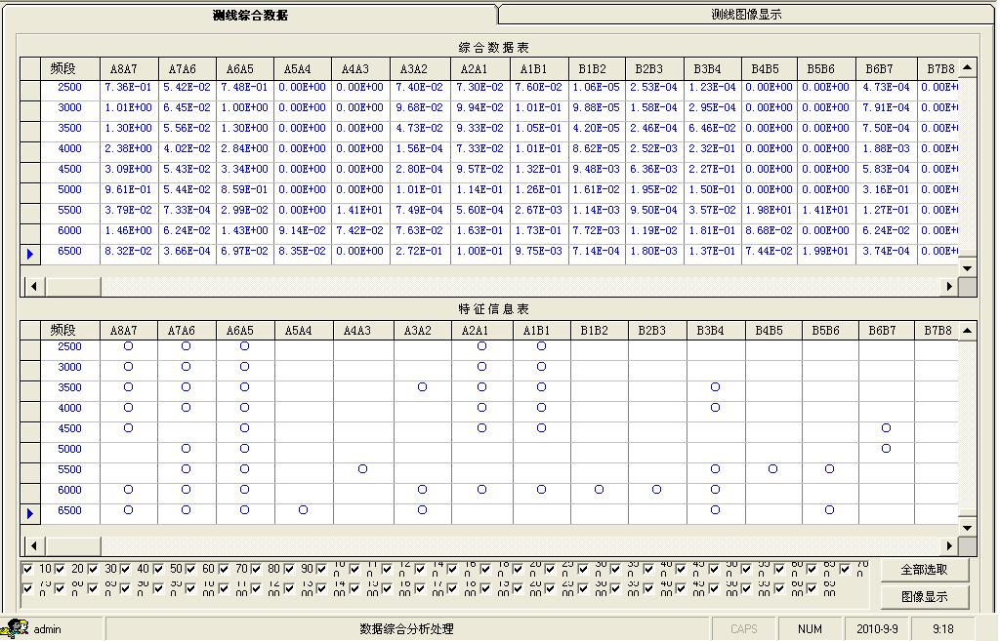 测线综合数据 测线图像显示
综合数据表
频段 A8A7 A7A6 A6A5 A5A4 A4A3 A3A2 A2A1 A1B1 B1B2 B2B3 B3B4 B4B5 B5B6 B6B7 B7B8
2500 7.36E-01 5.42E-02 7.48E-01 0.00E+00 0.00E+00 7.40E-02 7.30E-02 7.60E-02 1.06E-05 2.53E-04 1.23E-04 0.00E+00 0.00E+00 4.73E-04 0.00E+
3000 1.01E+00 6.45E-02 1.00E+00 0.00E+00 0.00E+00 9.68E-02 9.94E-02 1.01E-01 9.88E-05 1.58E-04 2.95E-04 0.00E+00 0.00E+00 7.91E-04 0.00E+
3500 1.30E+00 5.56E-02 1.30E+00 0.00E+00 0.00E+00 4.73E-02 9.33E-02 1.05E-01 4.20E-05 2.46E-04 6.46E-02 0.00E+00 0.00E+00 7.50E-04 0.00E+
4000 2.38E+00 4.02E-02 2.84E+00 0.00E+00 0.00E+00 1.56E-04 7.33E-02 1.01E-01 8.62E-05 2.52E-03 2.32E-01 0.00E+00 0.00E+00 1.88E-03 0.00E+
4500 3.09E+00 5.43E-02 3.34E+00 0.00E+00 0.00E+00 2.80E-04 9.57E-02 1.32E-01 9.48E-03 6.36E-03 2.27E-01 0.00E+00 0.00E+00 5.83E-04 0.00E+
5000 9.61E-01 5.44E-02 8.59E-01 0.00E+00 0.00E+00 1.01E-01 1.14E-01 1.26E-01 1.61E-02 1.95E-02 1.50E-01 0.00E+00 0.00E+00 3.16E-01 0.00E+
5500 3.79E-02 7.33E-04 2.99E-02 0.00E+00 1.41E+01 7.49E-04 5.60E-04 2.67E-03 1.14E-03 9.50E-04 3.57E-02 1.98E+01 1.41E+01 1.27E-01 0.00E+
6000 1.46E+00 6.24E-02 1.43E+00 9.14E-02 7.42E-02 7.63E-02 1.63E-01 1.73E-01 7.72E-03 1.19E-02 1.81E-01 8.68E-02 0.00E+00 6.24E-02 0.00E+
6500 8.32E-02 3.66E-04 6.97E-02 8.35E-02 0.00E+00 2.72E-01 1.00E-01 9.75E-03 7.14E-04 1.80E-03 1.37E-01 7.44E-02 1.99E+01 3.74E-04 0.00E+
特征信息表
频段 A8A7 A7A6 A6A5 A5A4 A4A3 A3A2 A2A1 A1B1 B1B2 B2B3 B3B4 B4B5 B5B6 B6B7 B7B8
2500 ○ ○ ○ ○ ○
3000 ○ ○ ○ ○ ○
3500 ○ ○ ○ ○ ○ ○ ○
4000 ○ ○ ○ ○ ○ ○
4500 ○ ○ ○ ○ ○
5000 ○ ○ ○
5500 ○ ○ ○ ○ ○ ○
6000 ○ ○ ○ ○ ○ ○ ○ ○ ○
6500 ○ ○ ○ ○ ○ ○ ○
10 20 30 40 50 60 70 80 90
全部选取
图像显示
admin 数据综合分析处理 CAPS NUM 2010-9-9 9:18